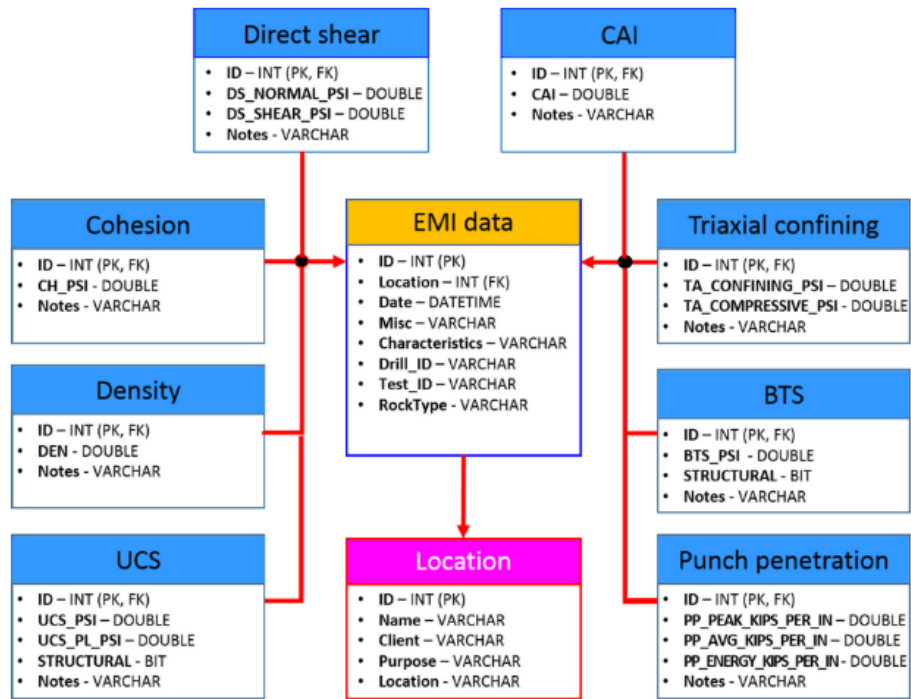 Direct shear
• ID – INT (PK, FK)
• DS_NORMAL_PSI – DOUBLE
• DS_SHEAR_PSI – DOUBLE
• Notes - VARCHAR
CAI
• ID – INT (PK, FK)
• CAI – DOUBLE
• Notes - VARCHAR
Cohesion
• ID – INT (PK, FK)
• CH_PSI - DOUBLE
• Notes - VARCHAR
EMI data
• ID – INT (PK)
• Location – INT (FK)
• Date – DATETIME
• Misc – VARCHAR
• Characteristics – VARCHAR
• Drill_ID – VARCHAR
• Test_ID – VARCHAR
• RockType - VARCHAR
Triaxial confining
• ID – INT (PK, FK)
• TA_CONFINING_PSI – DOUBLE
• TA_COMPRESSIVE_PSI - DOUBLE
• Notes - VARCHAR
Density
• ID – INT (PK, FK)
• DEN - DOUBLE
• Notes - VARCHAR
BTS
• ID – INT (PK, FK)
• BTS_PSI - DOUBLE
• STRUCTURAL - BIT
• Notes - VARCHAR
UCS
• ID – INT (PK, FK)
• UCS_PSI – DOUBLE
• UCS_PL_PSI – DOUBLE
• STRUCTURAL - BIT
• Notes - VARCHAR
Location
• ID – INT (PK)
• Name – VARCHAR
• Client – VARCHAR
• Purpose – VARCHAR
• Location - VARCHAR
Punch penetration
• ID – INT (PK, FK)
• PP_PEAK_KIPS_PER_IN – DOUBLE
• PP_AVG_KIPS_PER_IN – DOUBLE
• PP_ENERGY_KIPS_PER_IN - DOUBLE
• Notes - VARCHAR